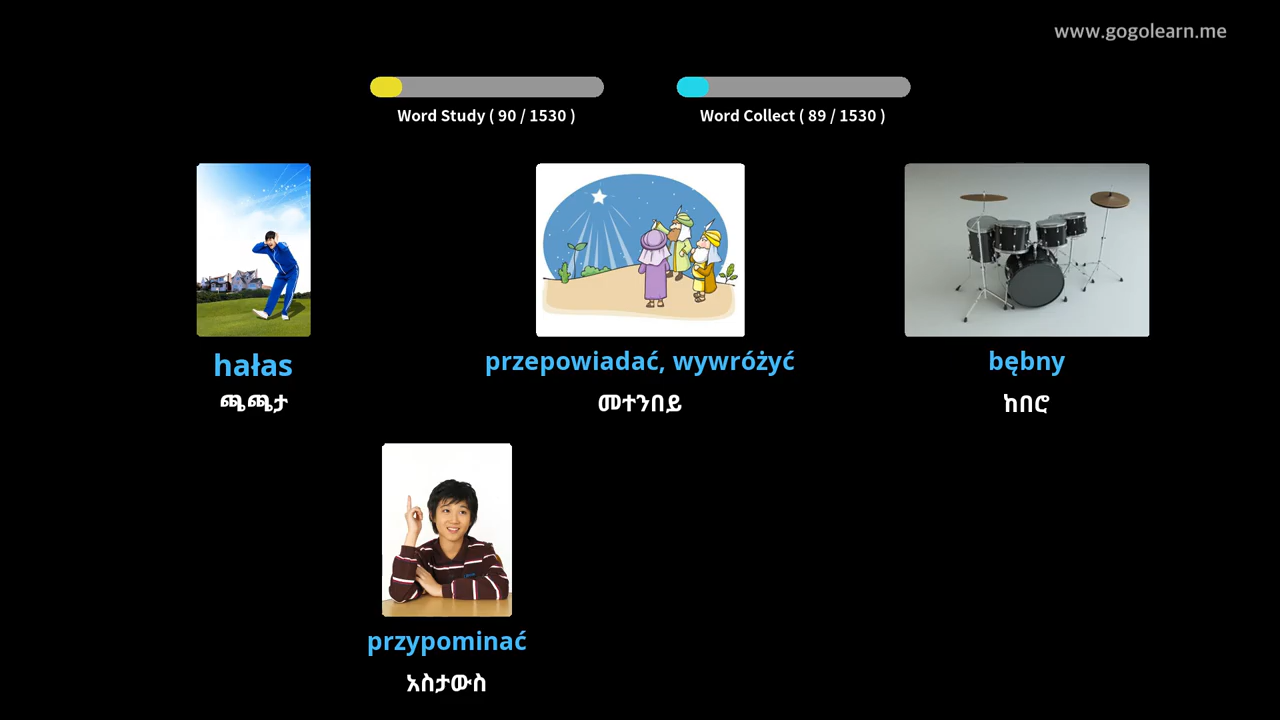 www.gogolearn.me
Word Study ( 90 / 1530 )
Word Collect ( 89 / 1530 )
hałas
ጫጫታ
przepowiadać, wywróżyć
መተንበይ
bębny
ከበሮ
przypominać
አስታውስ